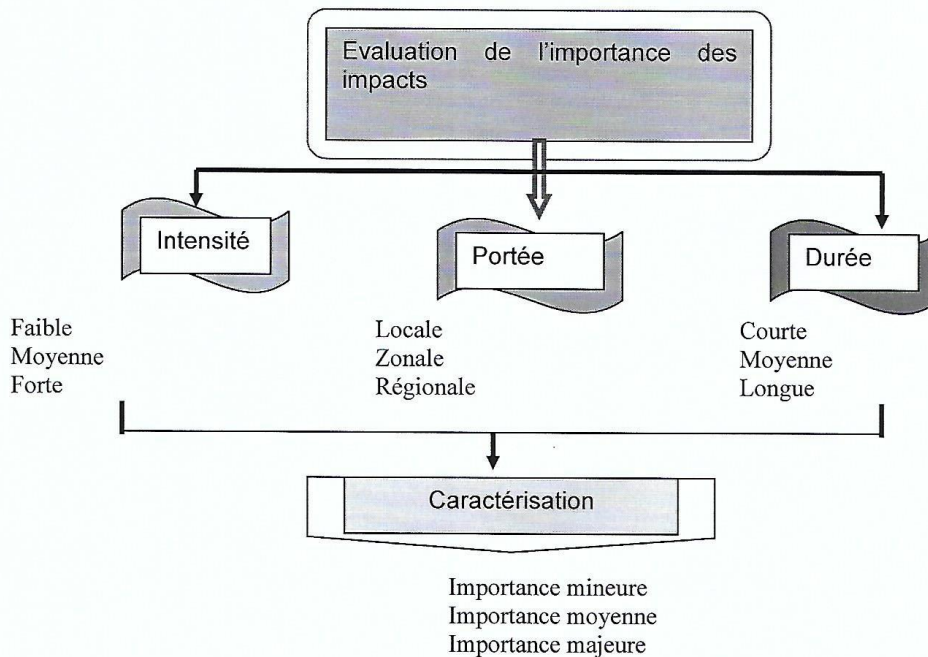 Evaluation de l'importance des
impacts
Intensité
Portée
Durée
Faible
Moyenne
Forte
Locale
Zonale
Régionale
Courte
Moyenne
Longue
Caractérisation
Importance mineure
Importance moyenne
Importance majeure